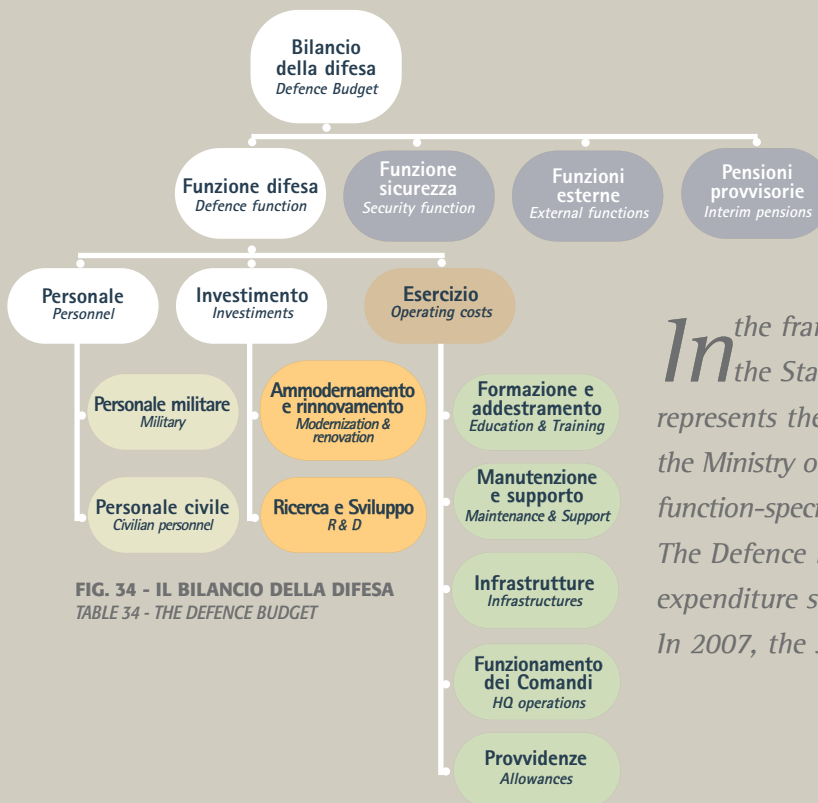 Bilancio
della difesa
Defence Budget
Funzione difesa
Defence function
Funzione
sicurezza
Security function
Funzioni
esterne
External functions
Pensioni
provvisorie
Interim pensions
Personale
Personnel
Investimento
Investiments
Esercizio
Operating costs
Personale militare
Military
Personale civile
Civilian personnel
Ammodernamento
e rinnovamento
Modernization &
renovation
Ricerca e Sviluppo
R & D
Formazione e
addestramento
Education & Training
Manutenzione
e supporto
Maintenance & Support
Infrastrutture
Infrastructures
Funzionamento
dei Comandi
HQ operations
Provvidenze
Allowances
FIG. 34 - IL BILANCIO DELLA DIFESA
TABLE 34 - THE DEFENCE BUDGET
In the
the
represents the
the Ministry
The Defence
expenditure
In 2007, the